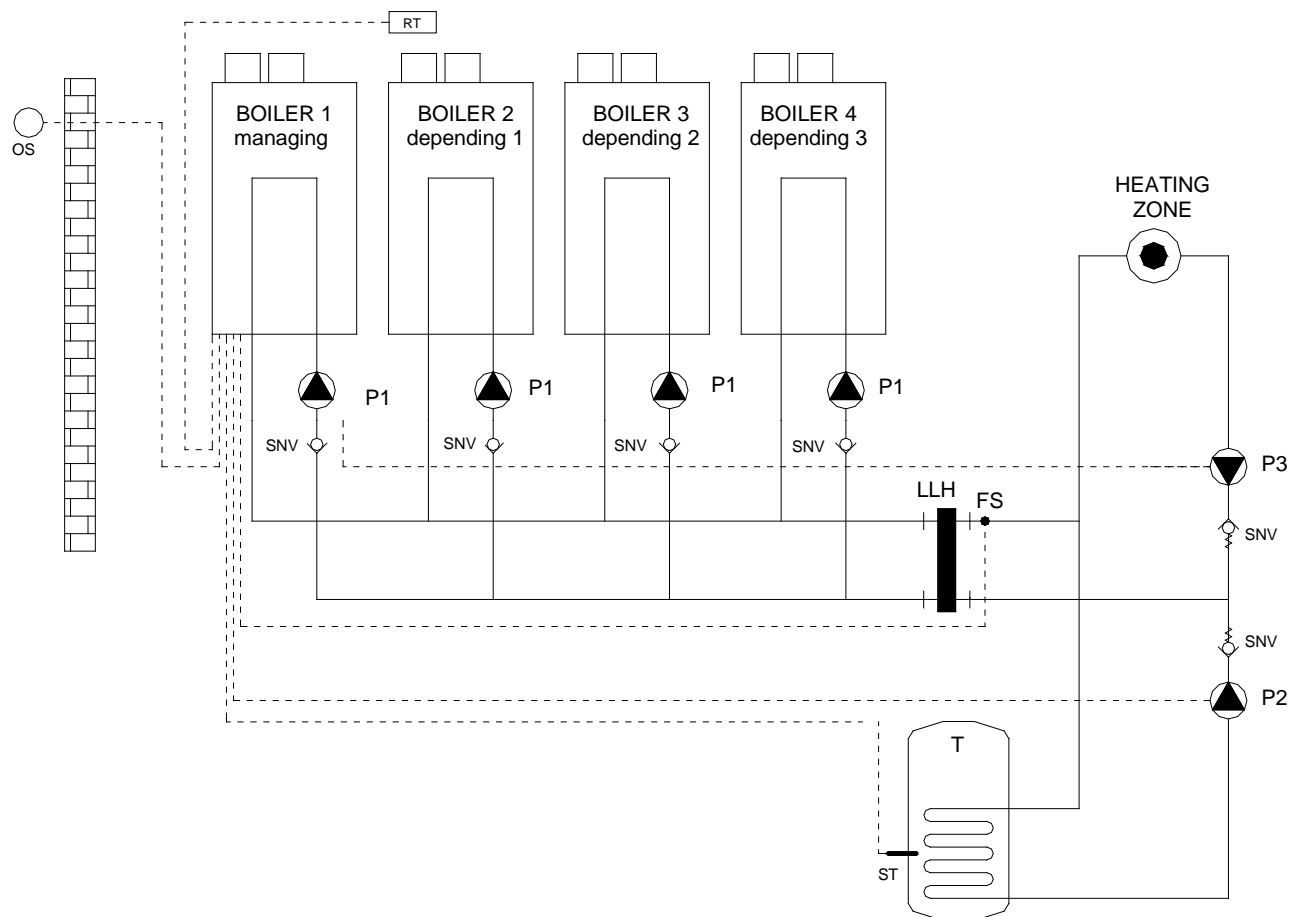 RT
BOILER 1
managing
BOILER 2
depending 1
BOILER 3
depending 2
BOILER 4
depending 3
OS
HEATING
ZONE
P1
P1
P1
P1
SNV
SNV
SNV
SNV
P3
LLH
FS
SNV
SNV
P2
T
ST